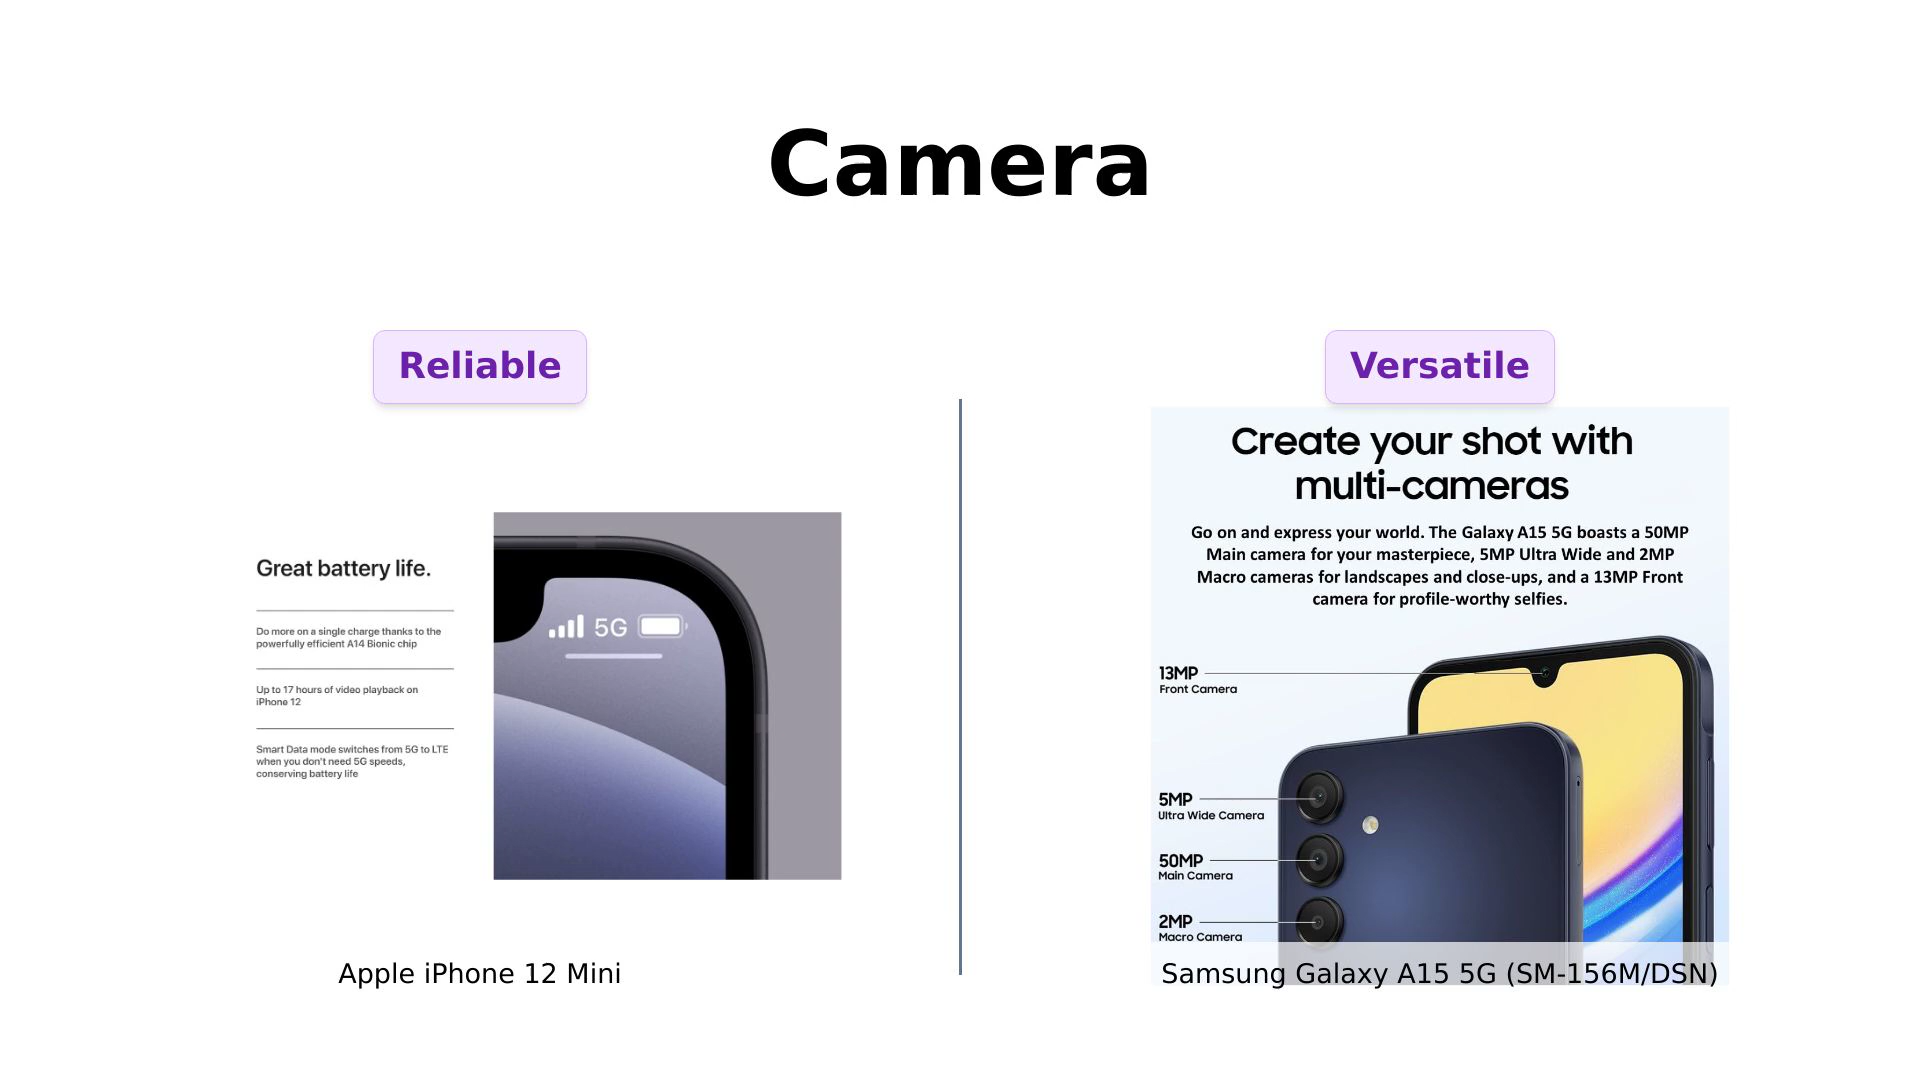 Camera
Reliable
Great battery life.
Do more on a single charge thanks to the
powerfully efficient A14 Bionic chip
Up to 17 hours of video playback on
iPhone 12
Smart Data mode switches from 5G to LTE
when you don't need 5G speeds,
conserving battery life
5G
Apple iPhone 12 Mini
Versatile
Create your shot with
multi-cameras
Go on and express your world. The Galaxy A15 5G boasts a 50MP
Main camera for your masterpiece, 5MP Ultra Wide and 2MP
Macro cameras for landscapes and close-ups, and a 13MP Front
camera for profile-worthy selfies.
13MP
Front Camera
5MP
Ultra Wide Camera
50MP
Main Camera
2MP
Macro Camera
Samsung Galaxy A15 5G (SM-156M/DSN)